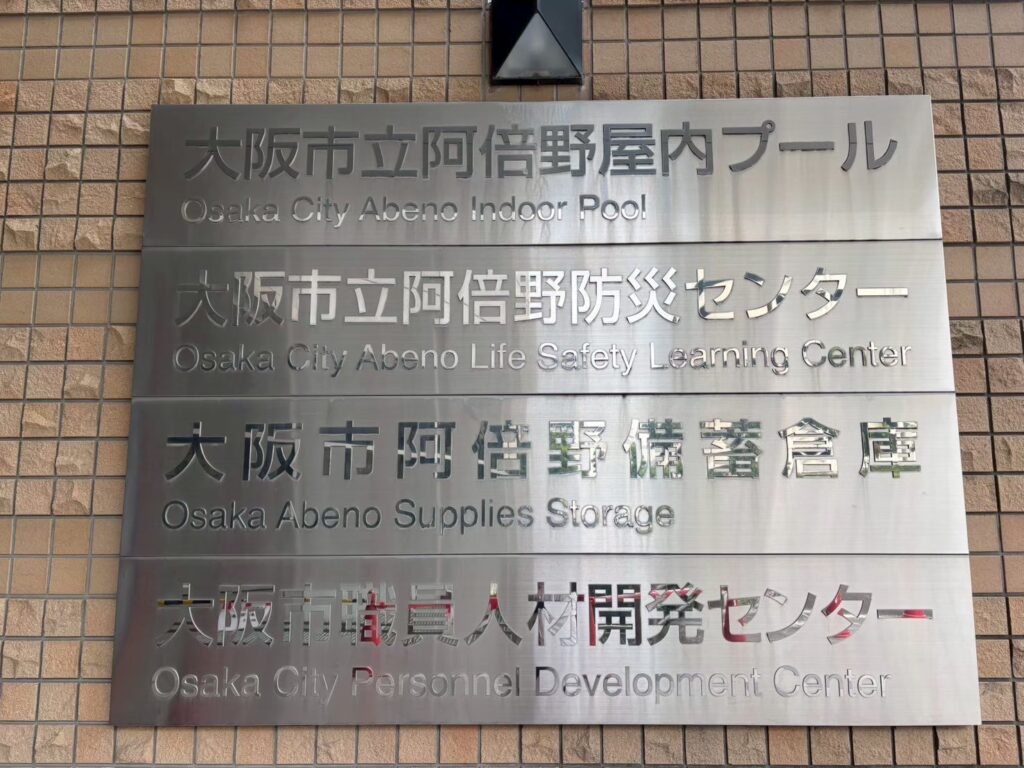 大阪市立阿倍野屋内プール
Osaka City Abeno Indoor Pool
大阪市立阿倍野防災センター
Osaka City Abeno Life Safety Learning Center
大阪市阿倍野備蓄倉庫
Osaka Abeno Supplies Storage
大阪市職員人材開発センター
Osaka City Personnel Development Center